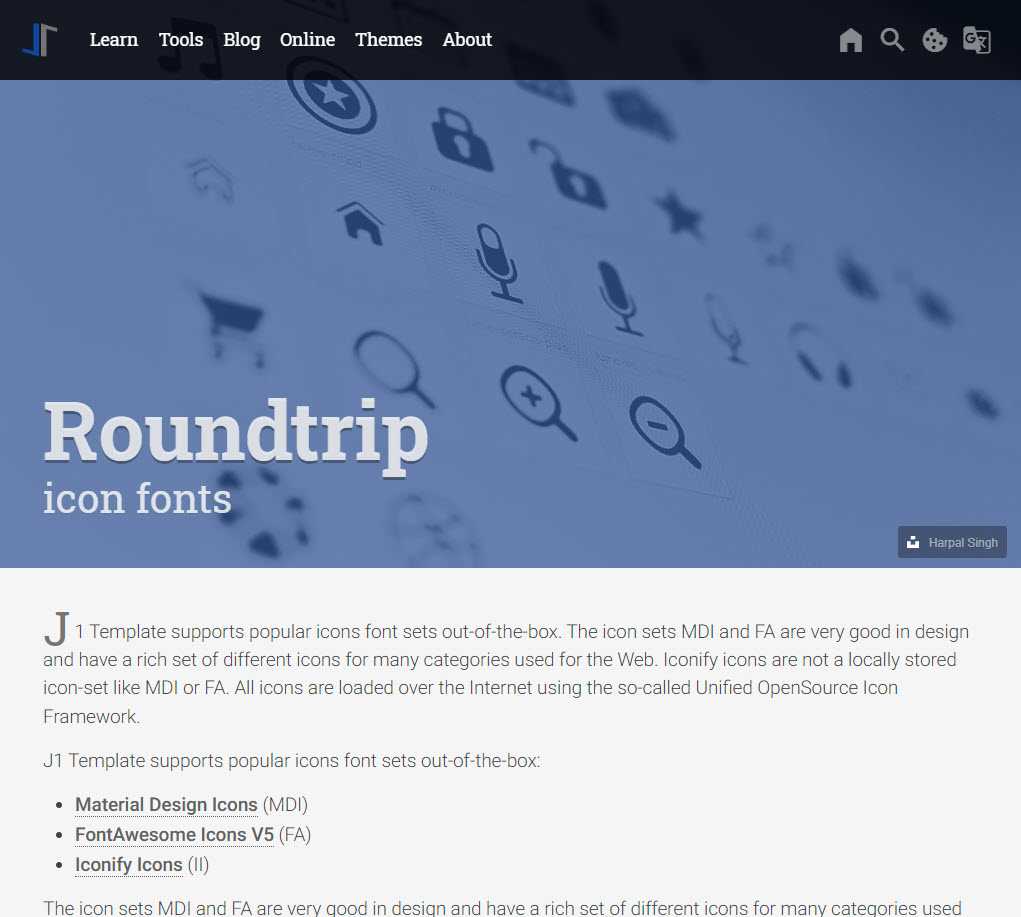 Learn Tools Blog Online Themes About
Roundtrip
icon fonts
Harpal Singh
J1 Template supports popular icons font sets out-of-the-box. The icon sets MDI and FA are very good in design
and have a rich set of different icons for many categories used for the Web. Iconify icons are not a locally stored
icon-set like MDI or FA. All icons are loaded over the Internet using the so-called Unified OpenSource Icon
Framework.
J1 Template supports popular icons font sets out-of-the-box:
Material Design Icons (MDI)
FontAwesome Icons V5 (FA)
Iconify Icons (II)
The icon sets MDI and FA are very good in design and have a rich set of different icons for many categories used